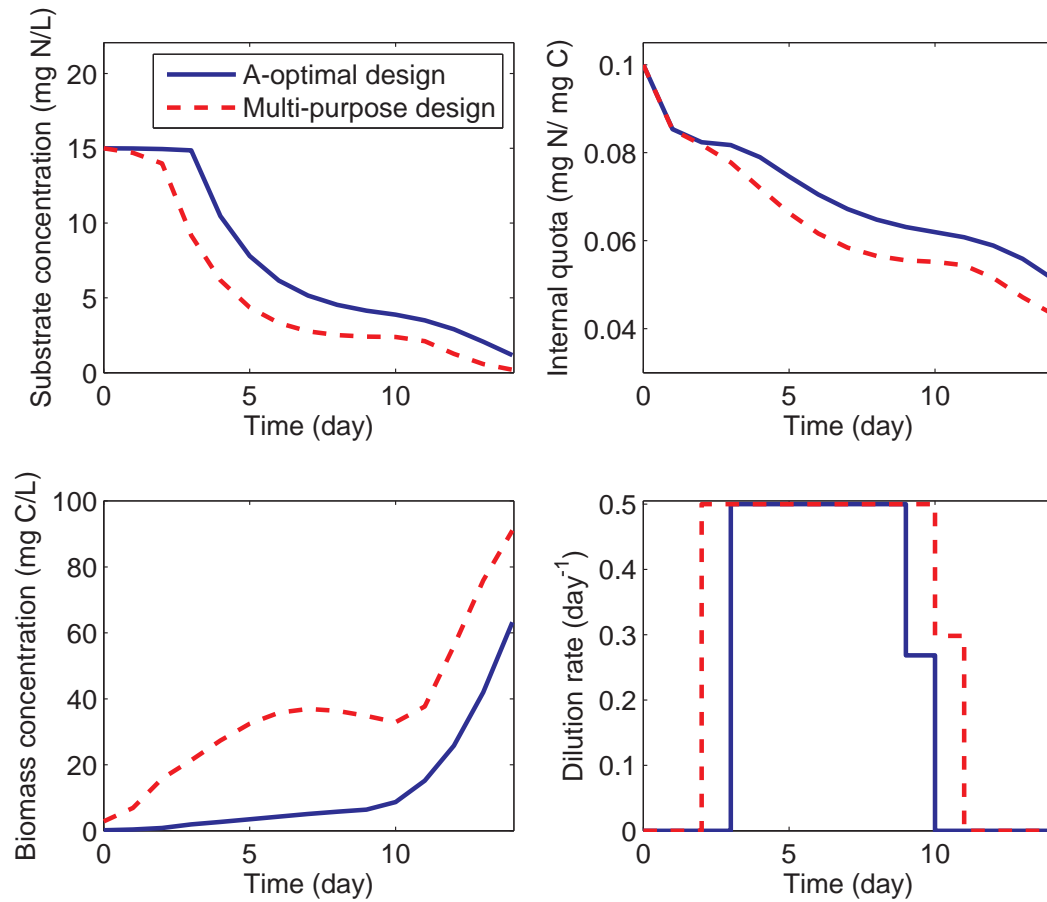 Substrate concentration (mg N/L)
20
15
10
5
0
A-optimal design
Multi-purpose design
0 5 10
Time (day)
Internal quota (mg N/ mg C)
0.1
0.08
0.06
0.04
0 5 10
Time (day)
Biomass concentration (mg C/L)
100
80
60
40
20
0
0 5 10
Time (day)
Dilution rate (day⁻¹)
0.5
0.4
0.3
0.2
0.1
0
0 5 10
Time (day)